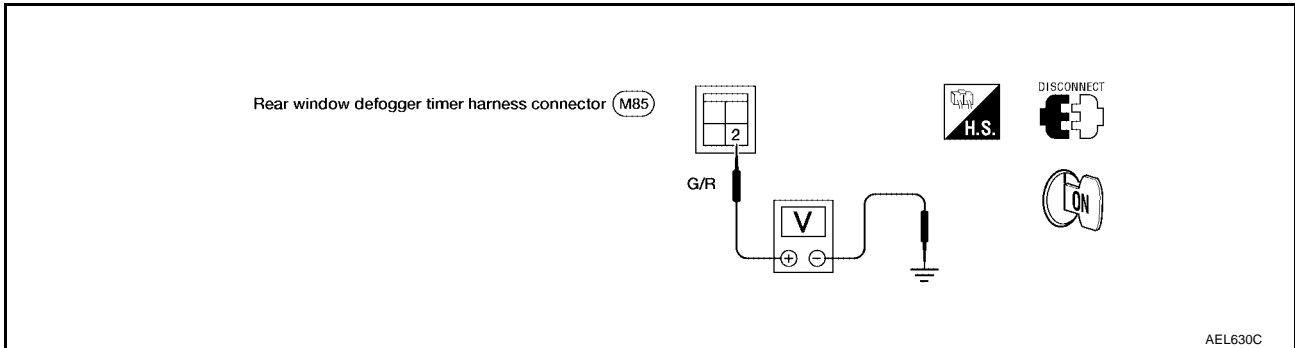 DISCONNECT
Rear window defogger timer harness connector M85
H.S.
2
G/R
ON
V
+ −
AEL630C